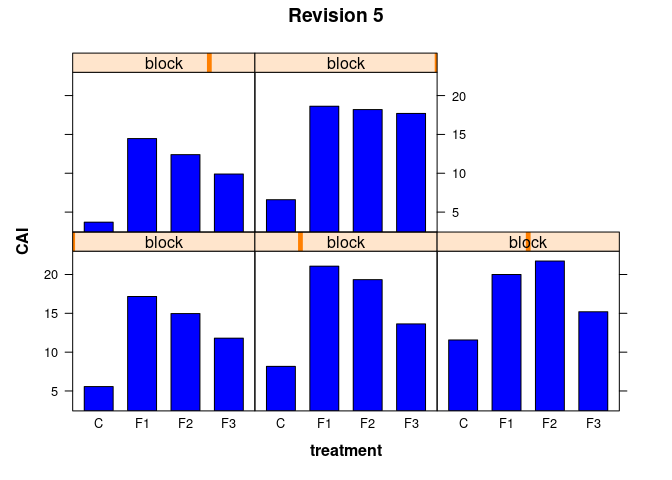 Revision 5
block block
20
15
10
5
CAI
block block block
20
15
10
5
C F1 F2 F3 C F1 F2 F3 C F1 F2 F3
treatment